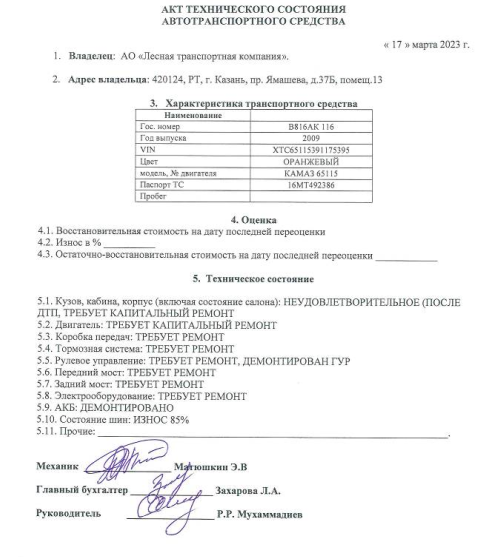 АКТ ТЕХНИЧЕСКОГО СОСТОЯНИЯ
АВТОТРАНСПОРТНОГО СРЕДСТВА
« 17 » марта 2023 г.
1. Владелец: АО «Лесная транспортная компания».
2. Адрес владельца: 420124, РТ, г. Казань, пр. Ямашева, д.37Б, помещ.13
3. Характеристика транспортного средства
Наименование
Гос. номер В816АК 116
Год выпуска 2009
VIN XTC65115391175395
Цвет ОРАНЖЕВЫЙ
модель, № двигателя КАМАЗ 65115
Паспорт ТС 16МТ492386
Пробег
4. Оценка
4.1. Восстановительная стоимость на дату последней переоценки
4.2. Износ в % __________
4.3. Остаточно-восстановительная стоимость на дату последней переоценки ____________
5. Техническое состояние
5.1. Кузов, кабина, корпус (включая состояние салона): НЕУДОВЛЕТВОРИТЕЛЬНОЕ (ПОСЛЕ
ДТП, ТРЕБУЕТ КАПИТАЛЬНЫЙ РЕМОНТ
5.2. Двигатель: ТРЕБУЕТ КАПИТАЛЬНЫЙ РЕМОНТ
5.3. Коробка передач: ТРЕБУЕТ РЕМОНТ
5.4. Тормозная система: ТРЕБУЕТ РЕМОНТ
5.5. Рулевое управление: ТРЕБУЕТ РЕМОНТ, ДЕМОНТИРОВАН ГУР
5.6. Передний мост: ТРЕБУЕТ РЕМОНТ
5.7. Задний мост: ТРЕБУЕТ РЕМОНТ
5.8. Электрооборудование: ТРЕБУЕТ РЕМОНТ
5.9. АКБ: ДЕМОНТИРОВАНО
5.10. Состояние шин: ИЗНОС 85%
5.11. Прочие: ____________________.
Механик Матюшкин Э.В
Главный бухгалтер Захарова Л.А.
Руководитель Р.Р. Мухаммадиев